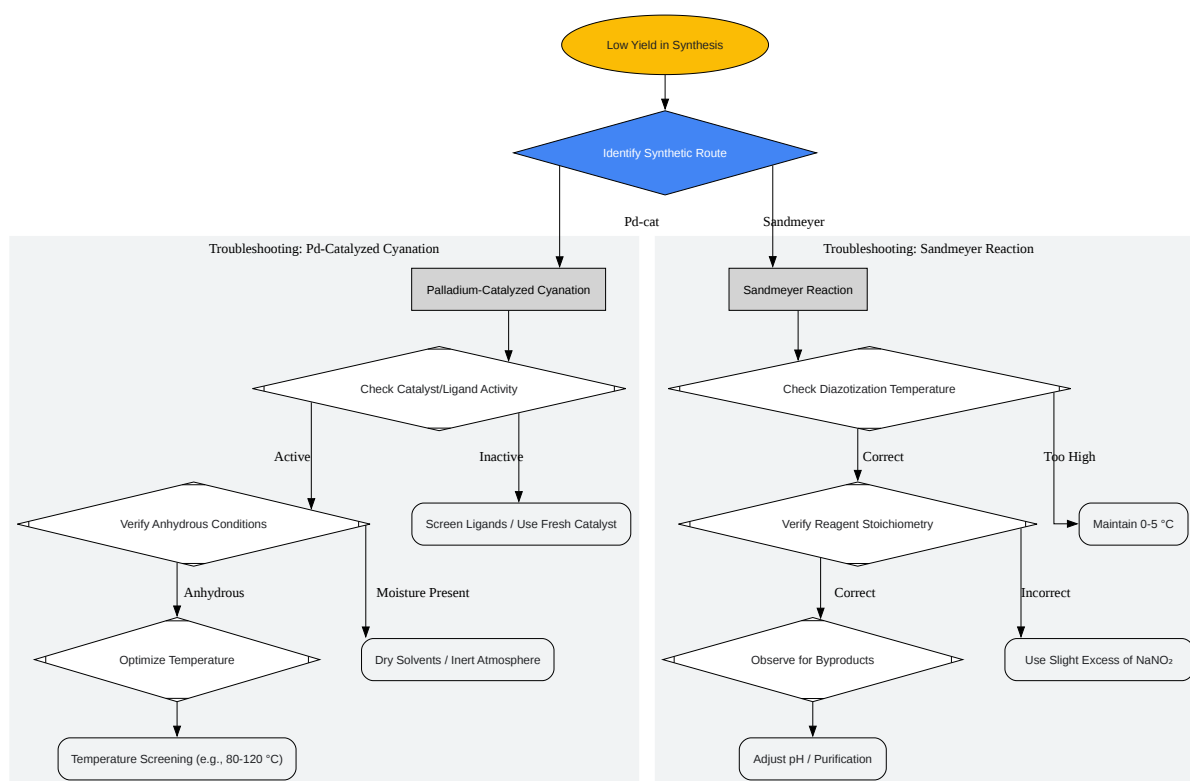 Low Yield in Synthesis
Identify Synthetic Route
Pd-cat
Sandmeyer
Troubleshooting: Pd-Catalyzed Cyanation
Troubleshooting: Sandmeyer Reaction
Palladium-Catalyzed Cyanation
Sandmeyer Reaction
Check Catalyst/Ligand Activity
Check Diazotization Temperature
Active
Inactive
Correct
Too High
Verify Anhydrous Conditions
Screen Ligands / Use Fresh Catalyst
Verify Reagent Stoichiometry
Maintain 0-5 °C
Anhydrous
Moisture Present
Correct
Incorrect
Optimize Temperature
Dry Solvents / Inert Atmosphere
Observe for Byproducts
Use Slight Excess of NaNO₂
Temperature Screening (e.g., 80-120 °C)
Adjust pH / Purification